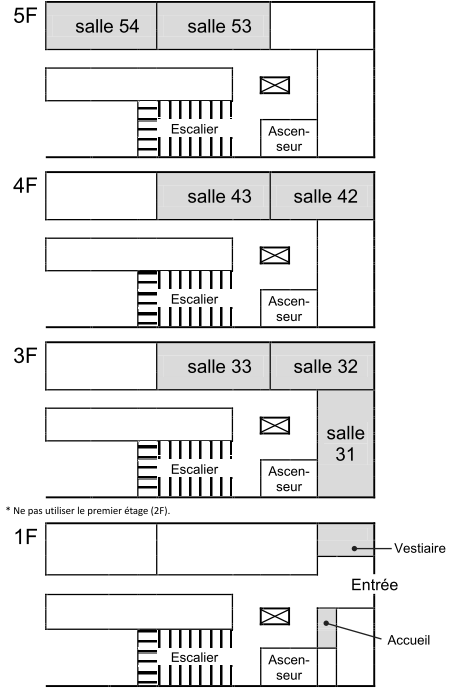 5F
salle 54
salle 53
Escalier
Ascen-
seur
4F
salle 43
salle 42
Escalier
Ascen-
seur
3F
salle 33
salle 32
salle
31
Escalier
Ascen-
seur
* Ne pas utiliser le premier étage (2F).
1F
Vestiaire
Entrée
Accueil
Escalier
Ascen-
seur